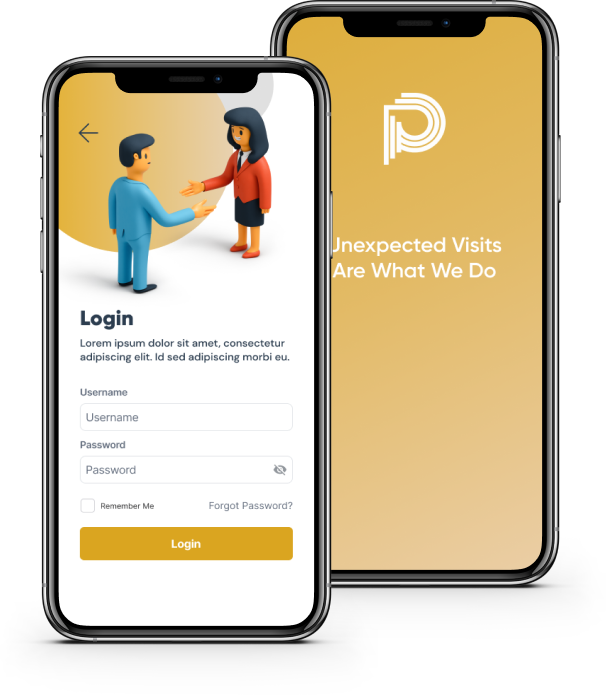 Login
Lorem ipsum dolor sit amet, consectetur
adipiscing elit. Id sed adipiscing morbi eu.
Username
Username
Password
Password
Remember Me
Forgot Password?
Login
Unexpected Visits
Are What We Do